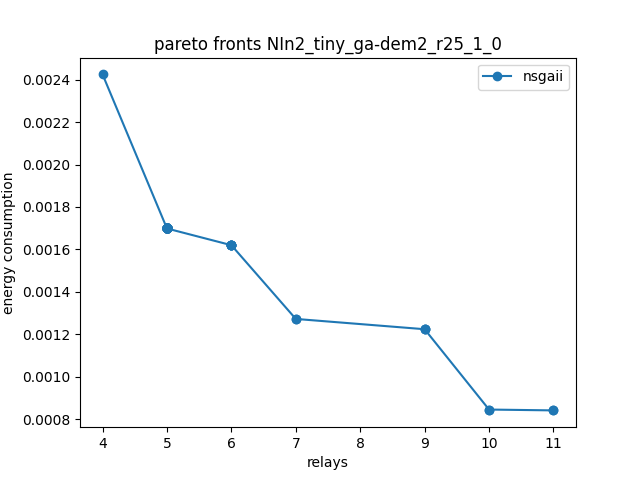 pareto fronts NIn2_tiny_ga-dem2_r25_1_0
nsgaii
energy consumption
0.0024
0.0022
0.0020
0.0018
0.0016
0.0014
0.0012
0.0010
0.0008
4 5 6 7 8 9 10 11
relays